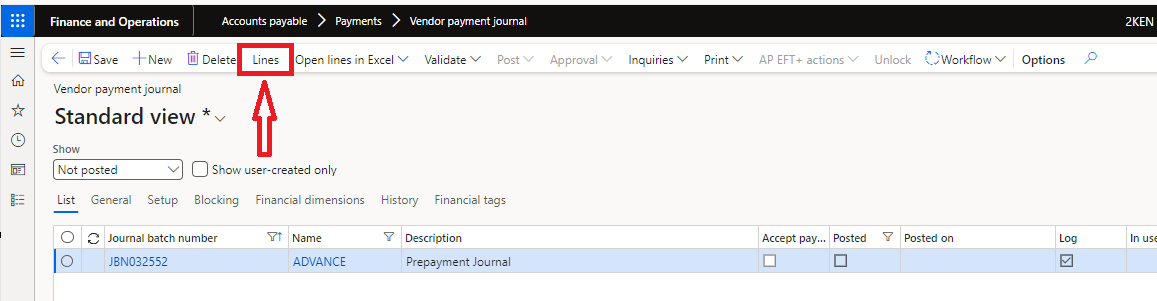 Finance and Operations Accounts payable Payments Vendor payment journal 2KEN
Save New Delete Lines Open lines in Excel Validate Post Approval Inquiries Print AP EFT+ actions Unlock Workflow Options
Vendor payment journal
Standard view *
Show
Not posted Show user-created only
List General Setup Blocking Financial dimensions History Financial tags
Journal batch number Name Description Accept pay... Posted Posted on Log In use
JBN032552 ADVANCE Prepayment Journal